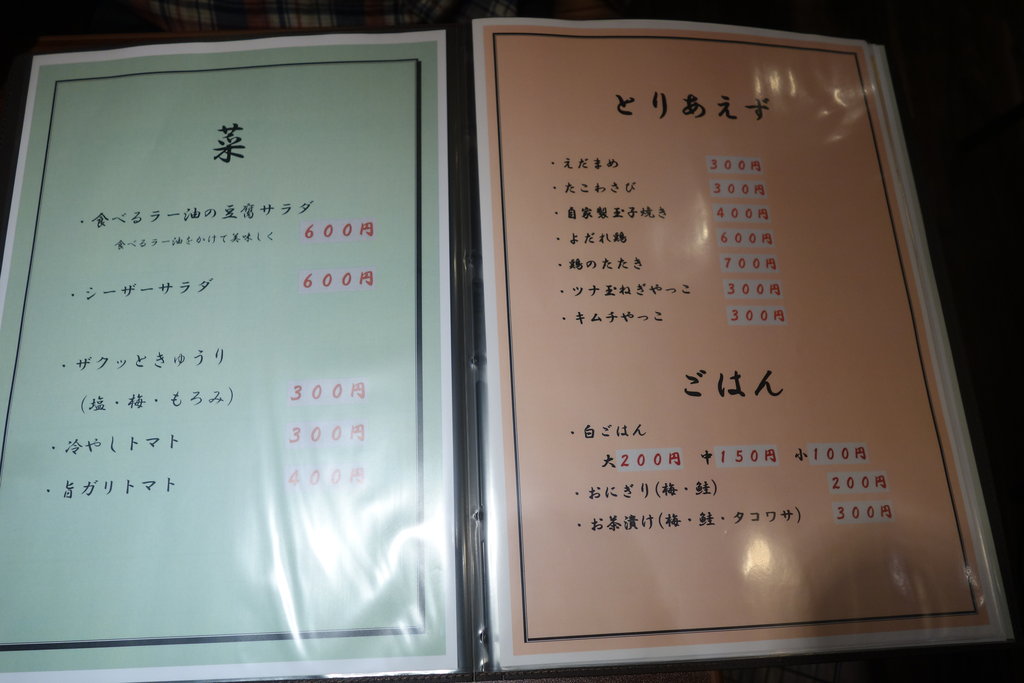 菜
・食べるラー油の豆腐サラダ
食べるラー油をかけて美味しく 600円
・シーザーサラダ 600円
・ザクッときゅうり
(塩・梅・もろみ) 300円
・冷やしトマト 300円
・旨ガリトマト 400円
とりあえず
・えだまめ 300円
・たこわさび 300円
・自家製玉子焼き 400円
・よだれ鶏 600円
・鶏のたたき 700円
・ツナ玉ねぎやっこ 300円
・キムチやっこ 300円
ごはん
・白ごはん
大200円 中150円 小100円
・おにぎり(梅・鮭) 200円
・お茶漬け(梅・鮭・タコワサ) 300円